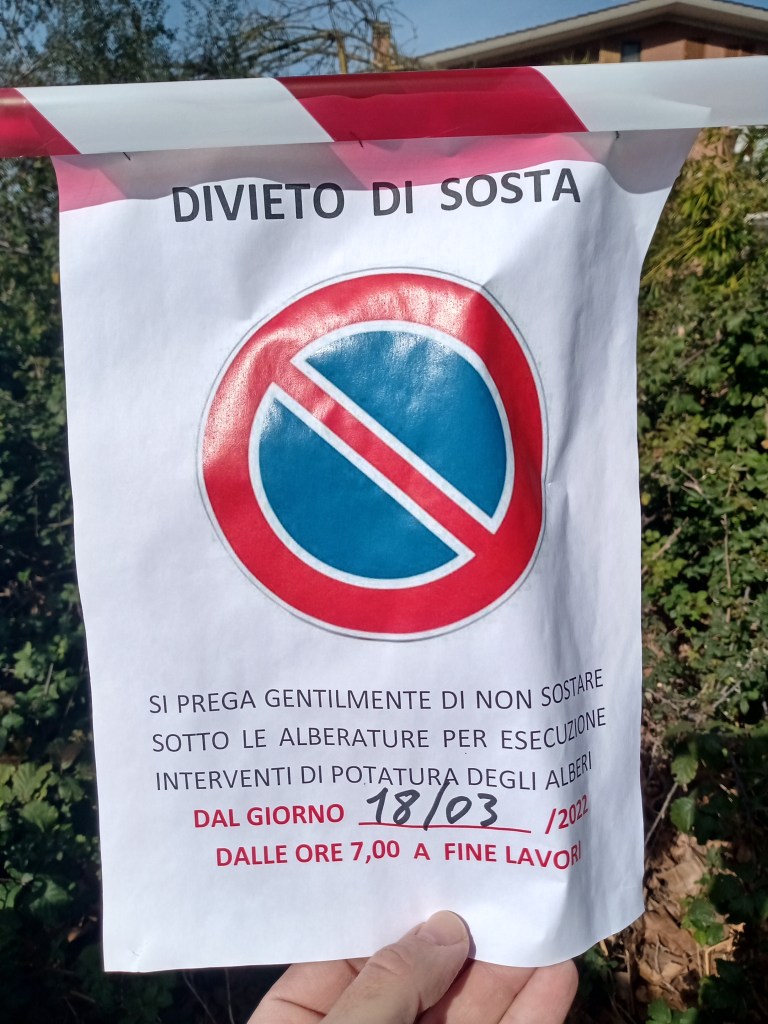 DIVIETO DI SOSTA
SI PREGA GENTILMENTE DI NON SOSTARE
SOTTO LE ALBERATURE PER ESECUZIONE
INTERVENTI DI POTATURA DEGLI ALBERI
DAL GIORNO 18/03 /2022
DALLE ORE 7,00 A FINE LAVORI